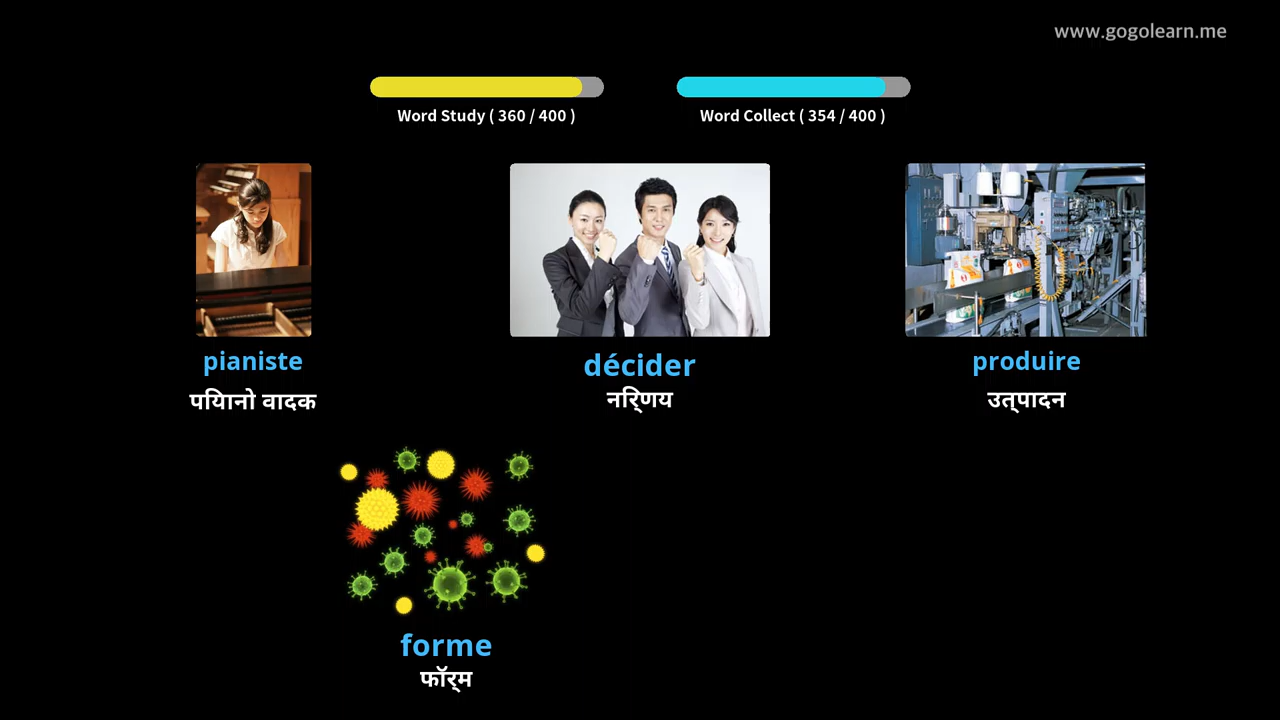 www.gogolearn.me
Word Study ( 360 / 400 )
Word Collect ( 354 / 400 )
pianiste
पियानो वादक
décider
निर्णय
produire
उत्पादन
forme
फॉर्म